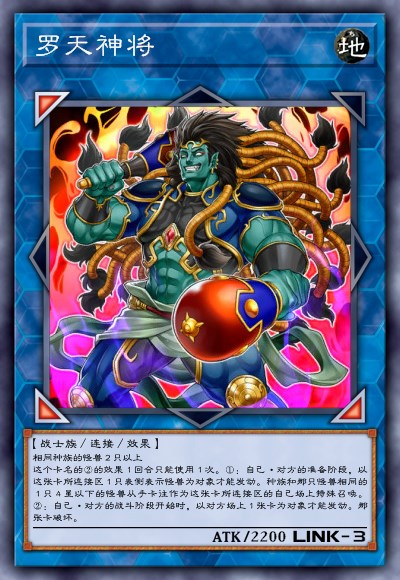 罗天神将
地
【战士族／连接／效果】
相同种族的怪兽2只以上
这个卡名的②的效果1回合只能使用1次。①：自己·对方的准备阶段，以
这张卡所连接区1只表侧表示怪兽为对象才能发动。种族和那只怪兽相同的
1只4星以下的怪兽从手卡往作为这张卡所连接区的自己场上特殊召唤。
②：自己·对方的战斗阶段开始时，以对方场上1张卡为对象才能发动。那
张卡破坏。
ATK/2200 LINK-3